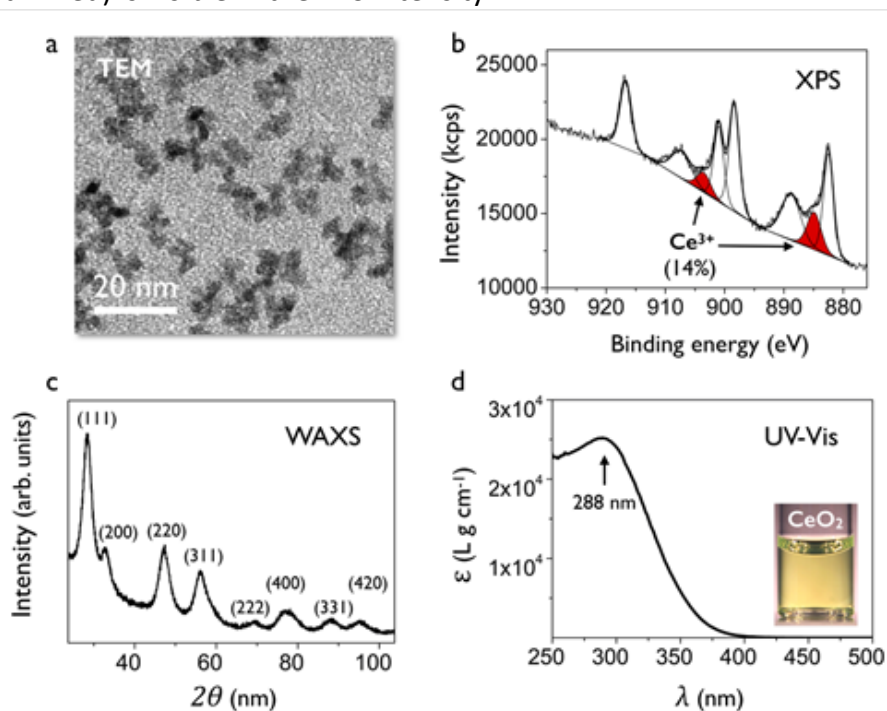 a
TEM
20 nm
b
XPS
Intensity (kcps)
25000
20000
15000
10000
Ce³⁺
(14%)
930 920 910 900 890 880
Binding energy (eV)
c
WAXS
Intensity (arb. units)
(111)
(200)
(220)
(311)
(222)
(400)
(331)
(420)
40 60 80 100
2θ (nm)
d
UV-Vis
ε (L g cm⁻¹)
3x10⁴
2x10⁴
1x10⁴
288 nm
CeO₂
250 300 350 400 450 500
λ (nm)